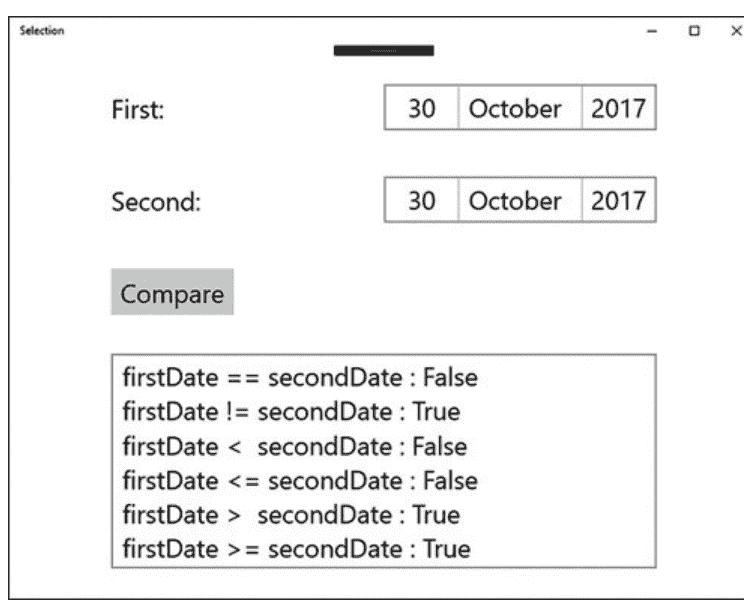 Selection
First: 30 October 2017
Second: 30 October 2017
Compare
firstDate == secondDate : False
firstDate != secondDate : True
firstDate <  secondDate : False
firstDate <= secondDate : False
firstDate >  secondDate : True
firstDate >= secondDate : True